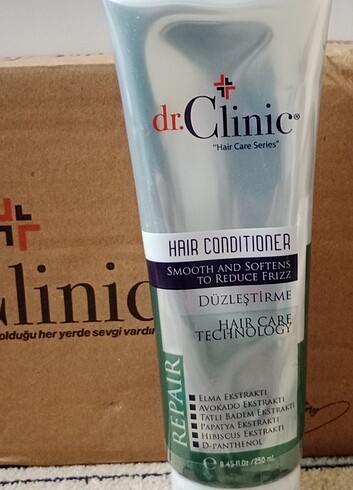 dr.Clinic®
"Hair Care Series"
HAIR CONDITIONER
SMOOTH AND SOFTENS
TO REDUCE FRIZZ
DÜZLEŞTİRME
HAIR CARE
TECHNOLOGY
REPAIR
ELMA EKSTRAKTI
AVOKADO EKSTRAKTI
TATLI BADEM EKSTRAKTI
PAPATYA EKSTRAKTI
HIBISCUS EKSTRAKTI
D-PANTHENOL
e 8.45 fl.Oz / 250 ml
Clinic
olduğu her yerde sevgi vardır